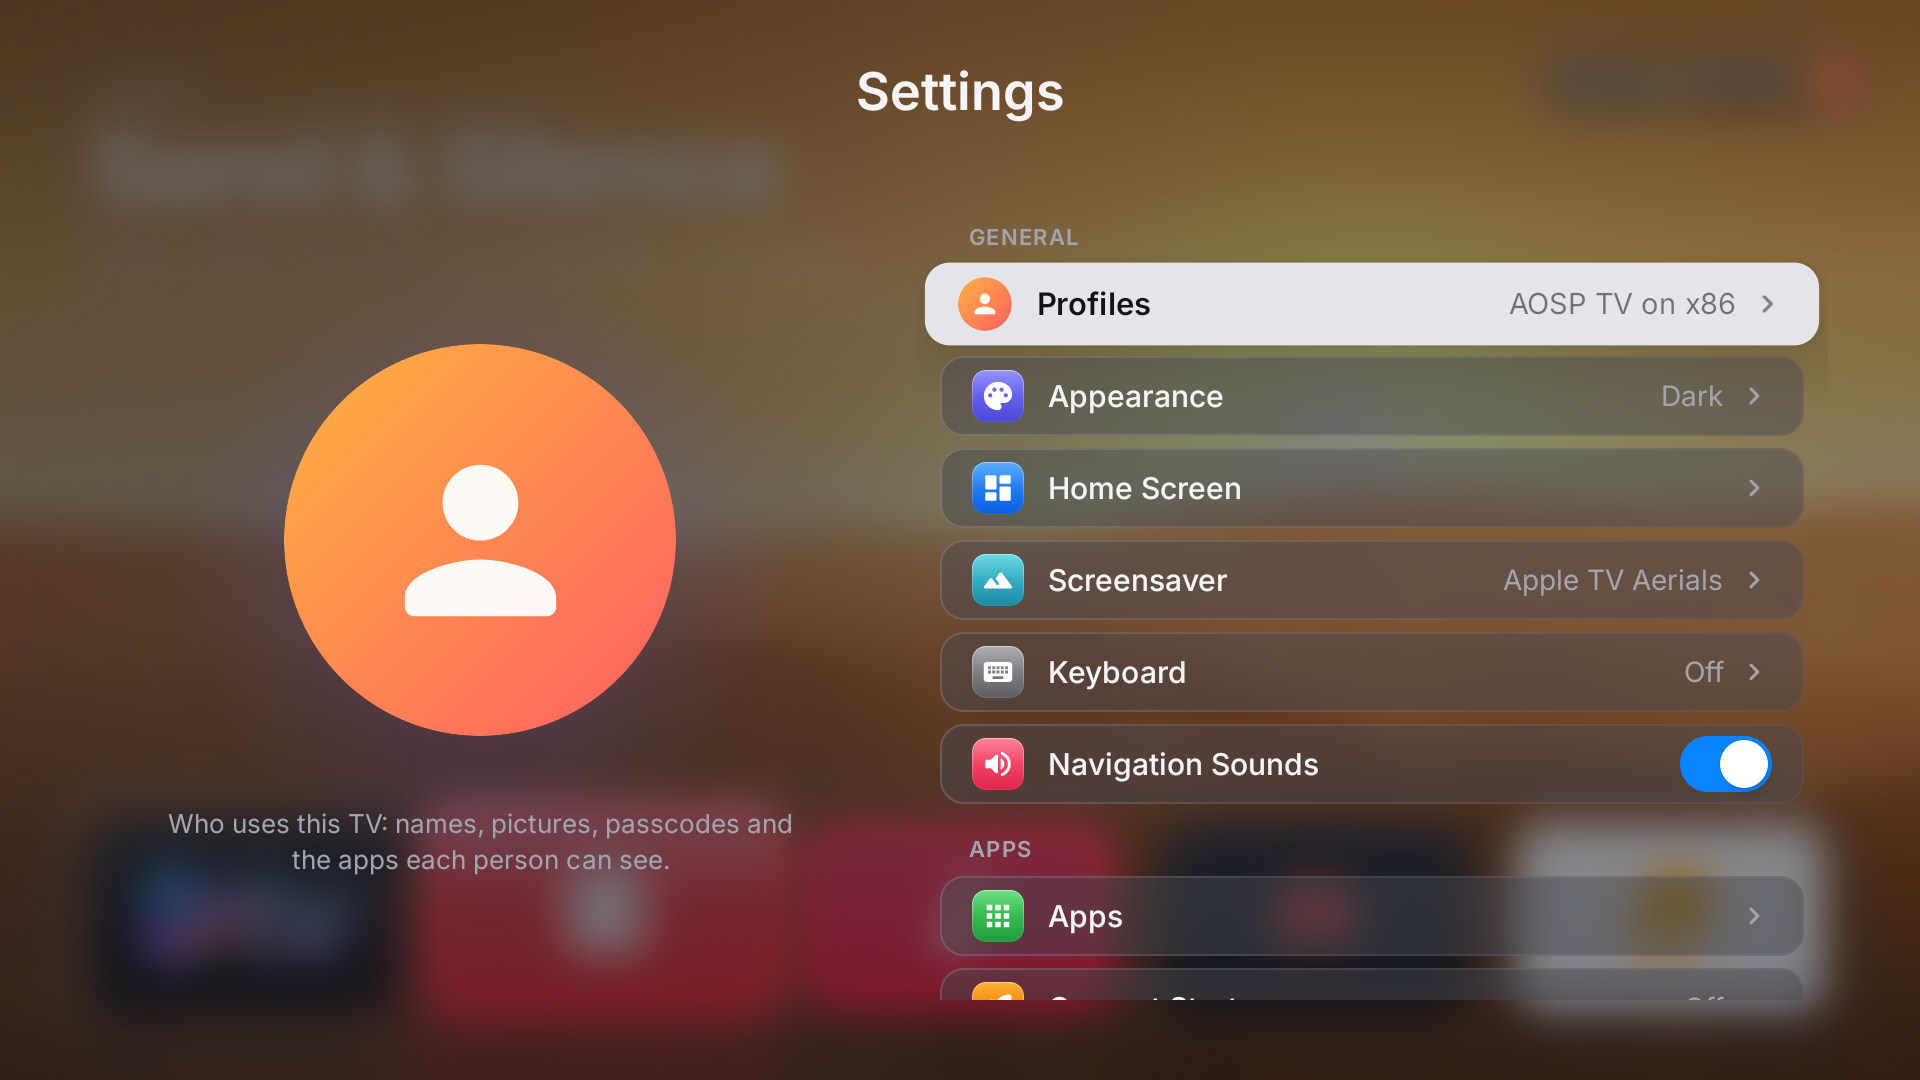 Settings
GENERAL
Profiles AOSP TV on x86
Appearance Dark
Home Screen
Screensaver Apple TV Aerials
Keyboard Off
Navigation Sounds
Who uses this TV: names, pictures, passcodes and
the apps each person can see.
APPS
Apps